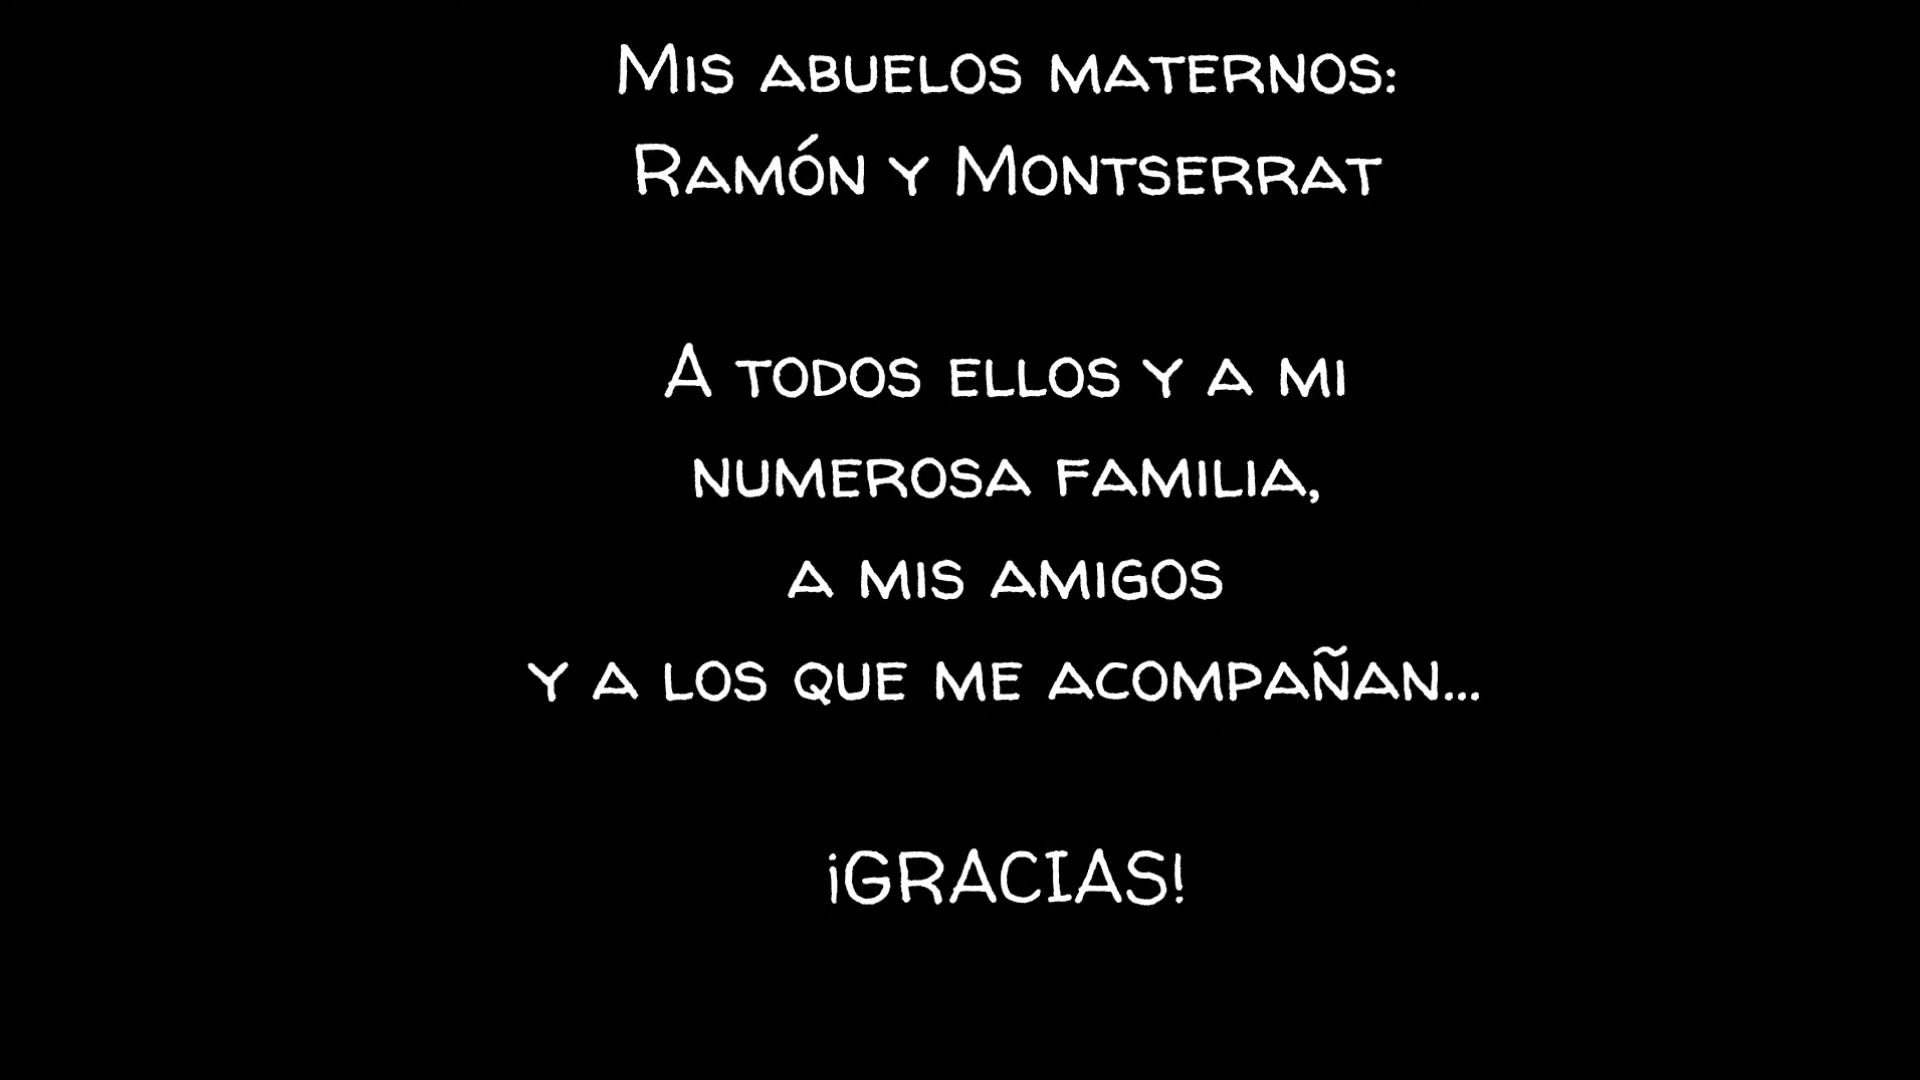 Mis abuelos maternos:
Ramón y Montserrat
A todos ellos y a mi
numerosa familia,
a mis amigos
y a los que me acompañan...
¡GRACIAS!